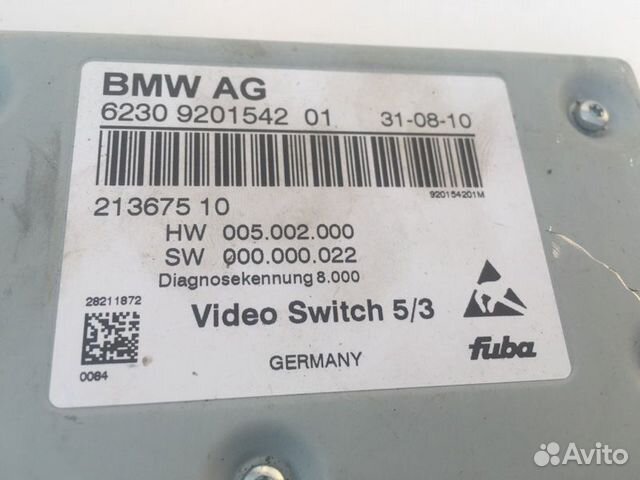 BMW AG
6230 9201542 01 31-08-10
920154201M
213675 10
HW 005.002.000
SW 000.000.022
Diagnosekennung 8.000
28211872
Video Switch 5/3
0064
GERMANY
fuba
Avito